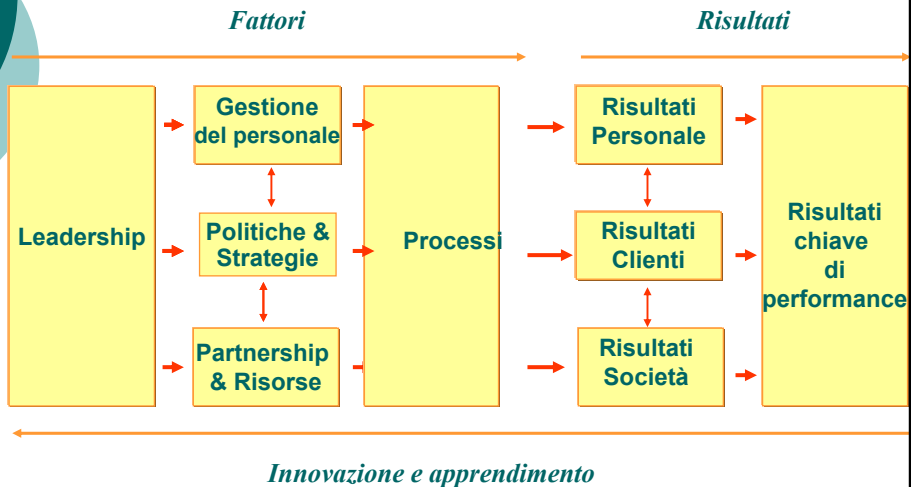 Fattori
Risultati
Leadership
Gestione
del personale
Politiche &
Strategie
Partnership
& Risorse
Processi
Risultati
Personale
Risultati
Clienti
Risultati
Società
Risultati
chiave
di
performance
Innovazione e apprendimento